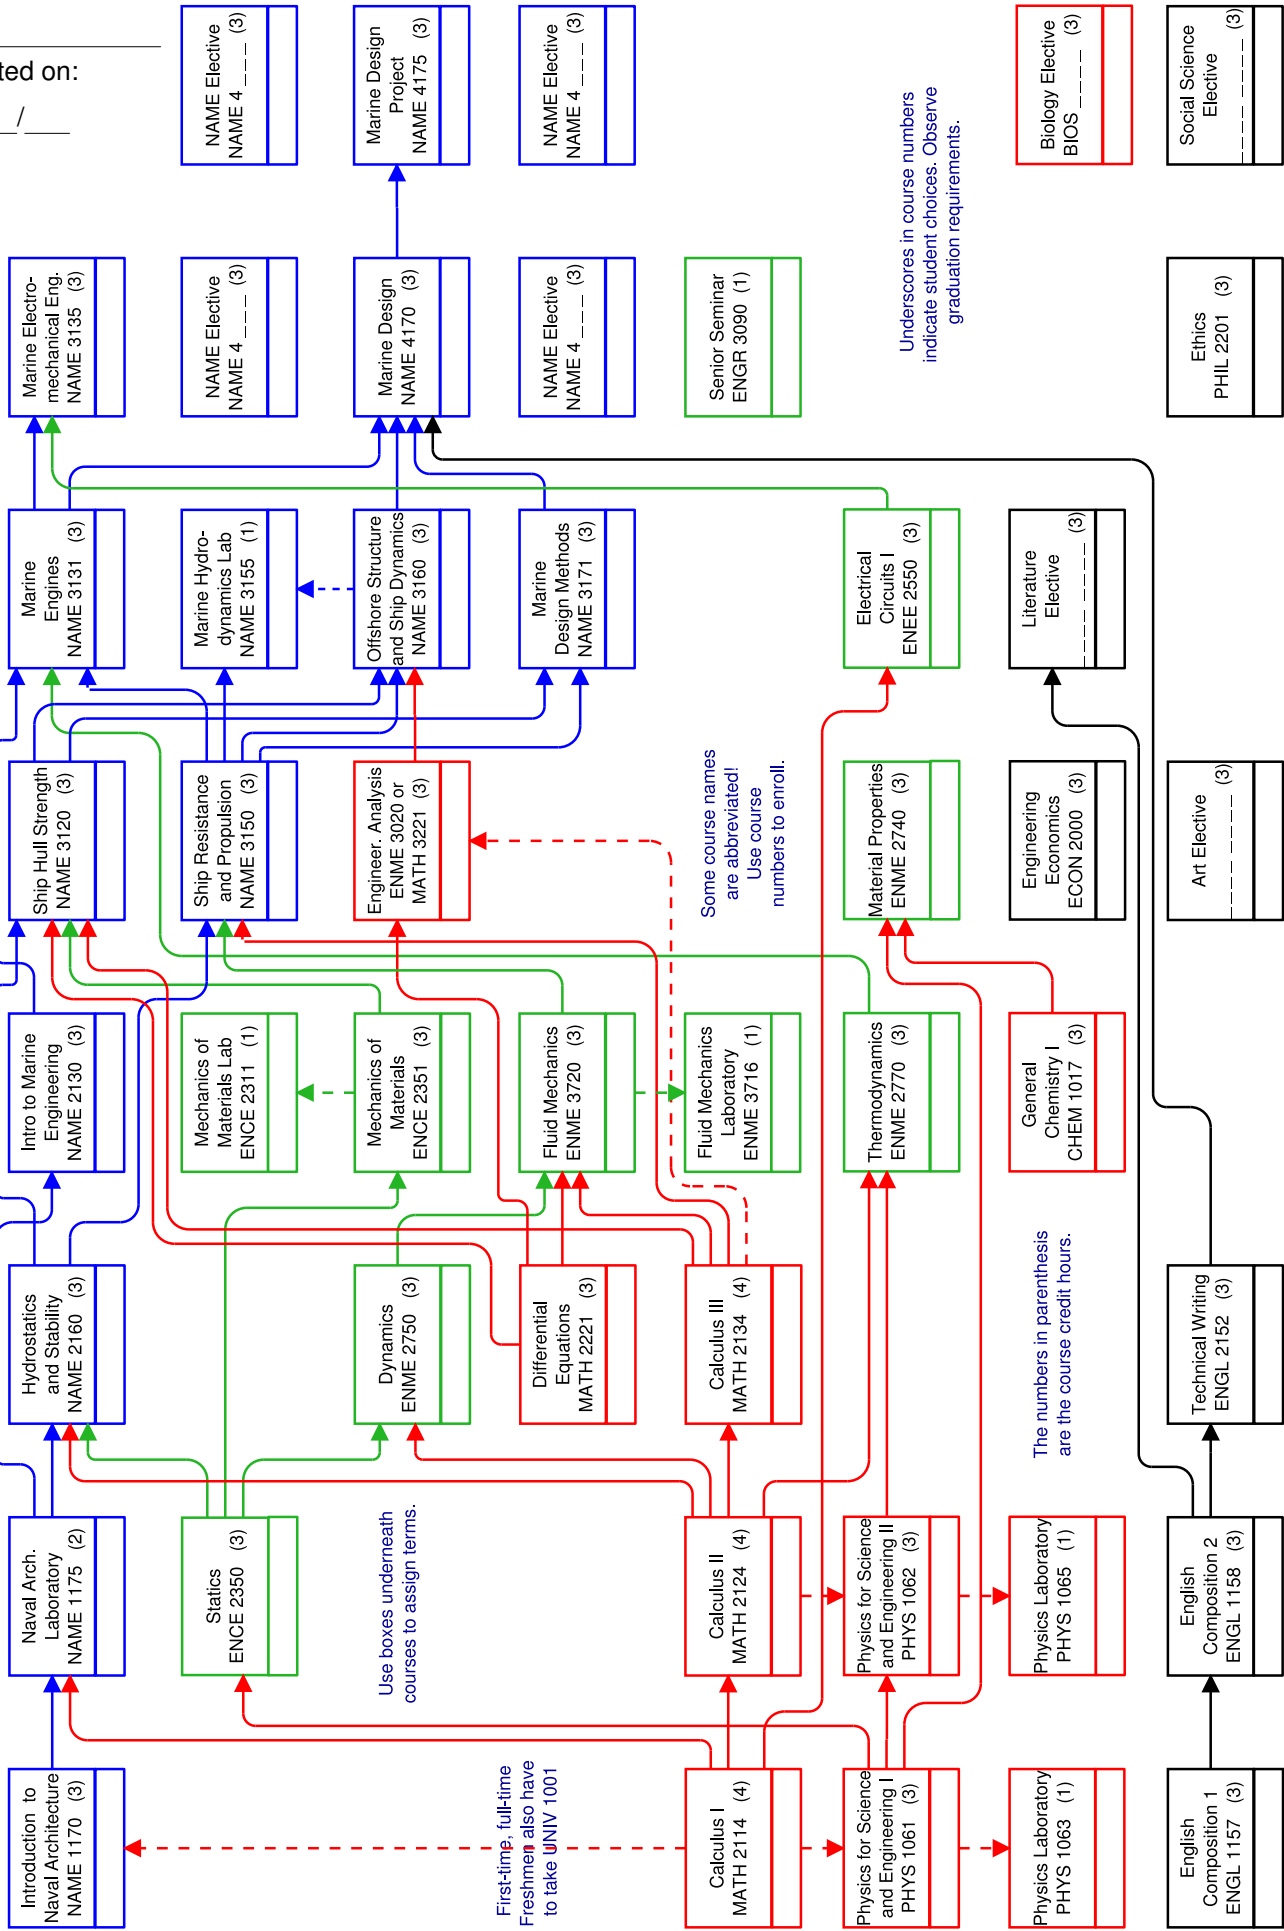 ted on:
__/___
Introduction to
Naval Architecture
NAME 1170 (3)
Calculus I
MATH 2114 (4)
Physics for Science
and Engineering I
PHYS 1061 (3)
Physics Laboratory
PHYS 1063 (1)
English
Composition 1
ENGL 1157 (3)
First-time, full-time
Freshmen also have
to take UNIV 1001
Naval Arch.
Laboratory
NAME 1175 (2)
Statics
ENCE 2350 (3)
Use boxes underneath
courses to assign terms.
Calculus II
MATH 2124 (4)
Physics for Science
and Engineering II
PHYS 1062 (3)
Physics Laboratory
PHYS 1065 (1)
English
Composition 2
ENGL 1158 (3)
Hydrostatics
and Stability
NAME 2160 (3)
Dynamics
ENME 2750 (3)
Differential
Equations
MATH 2221 (3)
Calculus III
MATH 2134 (4)
The numbers in parenthesis
are the course credit hours.
Technical Writing
ENGL 2152 (3)
Intro to Marine
Engineering
NAME 2130 (3)
Mechanics of
Materials Lab
ENCE 2311 (1)
Mechanics of
Materials
ENCE 2351 (3)
Fluid Mechanics
ENME 3720 (3)
Fluid Mechanics
Laboratory
ENME 3716 (1)
Thermodynamics
ENME 2770 (3)
General
Chemistry I
CHEM 1017 (3)
Ship Hull Strength
NAME 3120 (3)
Ship Resistance
and Propulsion
NAME 3150 (3)
Engineer. Analysis
ENME 3020 or
MATH 3221 (3)
Some course names
are abbreviated!
Use course
numbers to enroll.
Material Properties
ENME 2740 (3)
Engineering
Economics
ECON 2000 (3)
Art Elective
____ ____ (3)
Marine
Engines
NAME 3131 (3)
Marine Hydro-
dynamics Lab
NAME 3155 (1)
Offshore Structure
and Ship Dynamics
NAME 3160 (3)
Marine
Design Methods
NAME 3171 (3)
Electrical
Circuits I
ENEE 2550 (3)
Literature
Elective
____ ____ (3)
Marine Electro-
mechanical Eng.
NAME 3135 (3)
NAME Elective
NAME 4 _ _ _ (3)
Marine Design
NAME 4170 (3)
NAME Elective
NAME 4 _ _ _ (3)
Senior Seminar
ENGR 3090 (1)
Underscores in course numbers
indicate student choices. Observe
graduation requirements.
Ethics
PHIL 2201 (3)
NAME Elective
NAME 4 _ _ _ (3)
Marine Design
Project
NAME 4175 (3)
NAME Elective
NAME 4 _ _ _ (3)
Biology Elective
BIOS____ (3)
Social Science
Elective
____ ____ (3)